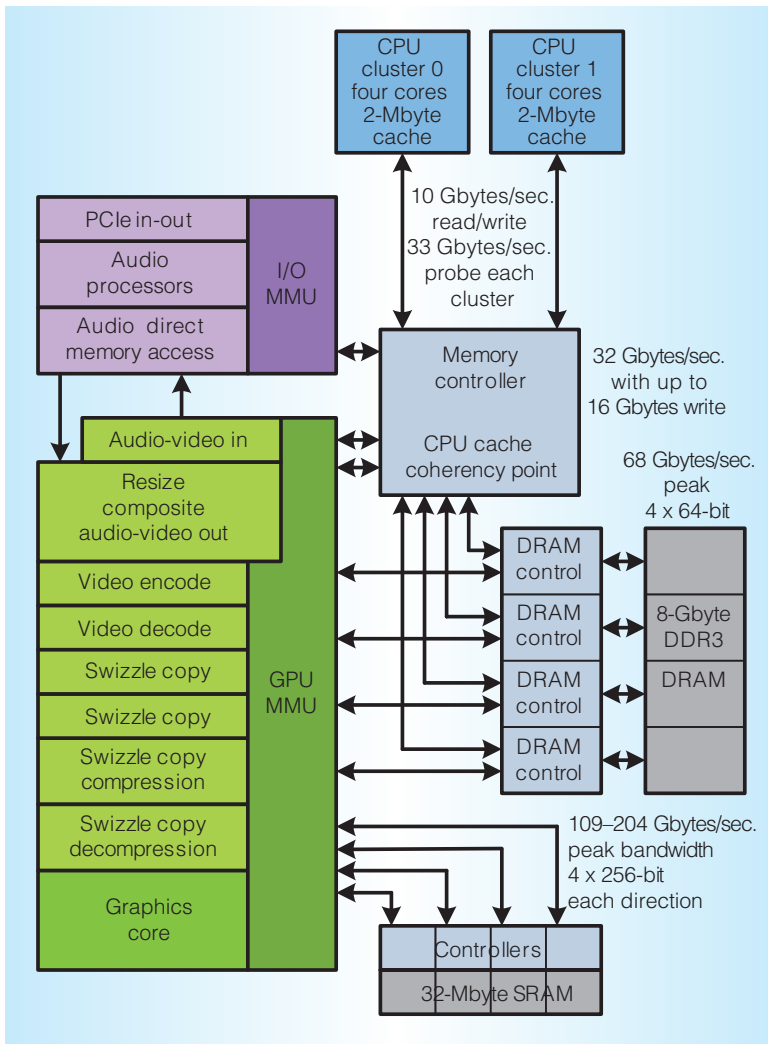 CPU
cluster 0
four cores
2-Mbyte
cache
CPU
cluster 1
four cores
2-Mbyte
cache
10 Gbytes/sec.
read/write
33 Gbytes/sec.
probe each
cluster
PCIe in-out
Audio
processors
Audio direct
memory access
I/O
MMU
Memory
controller
CPU cache
coherency point
32 Gbytes/sec.
with up to
16 Gbytes write
Audio-video in
Resize
composite
audio-video out
Video encode
Video decode
Swizzle copy
Swizzle copy
Swizzle copy
compression
Swizzle copy
decompression
Graphics
core
GPU
MMU
68 Gbytes/sec.
peak
4 x 64-bit
DRAM
control
DRAM
control
DRAM
control
DRAM
control
8-Gbyte
DDR3
DRAM
109–204 Gbytes/sec.
peak bandwidth
4 x 256-bit
each direction
Controllers
32-Mbyte SRAM